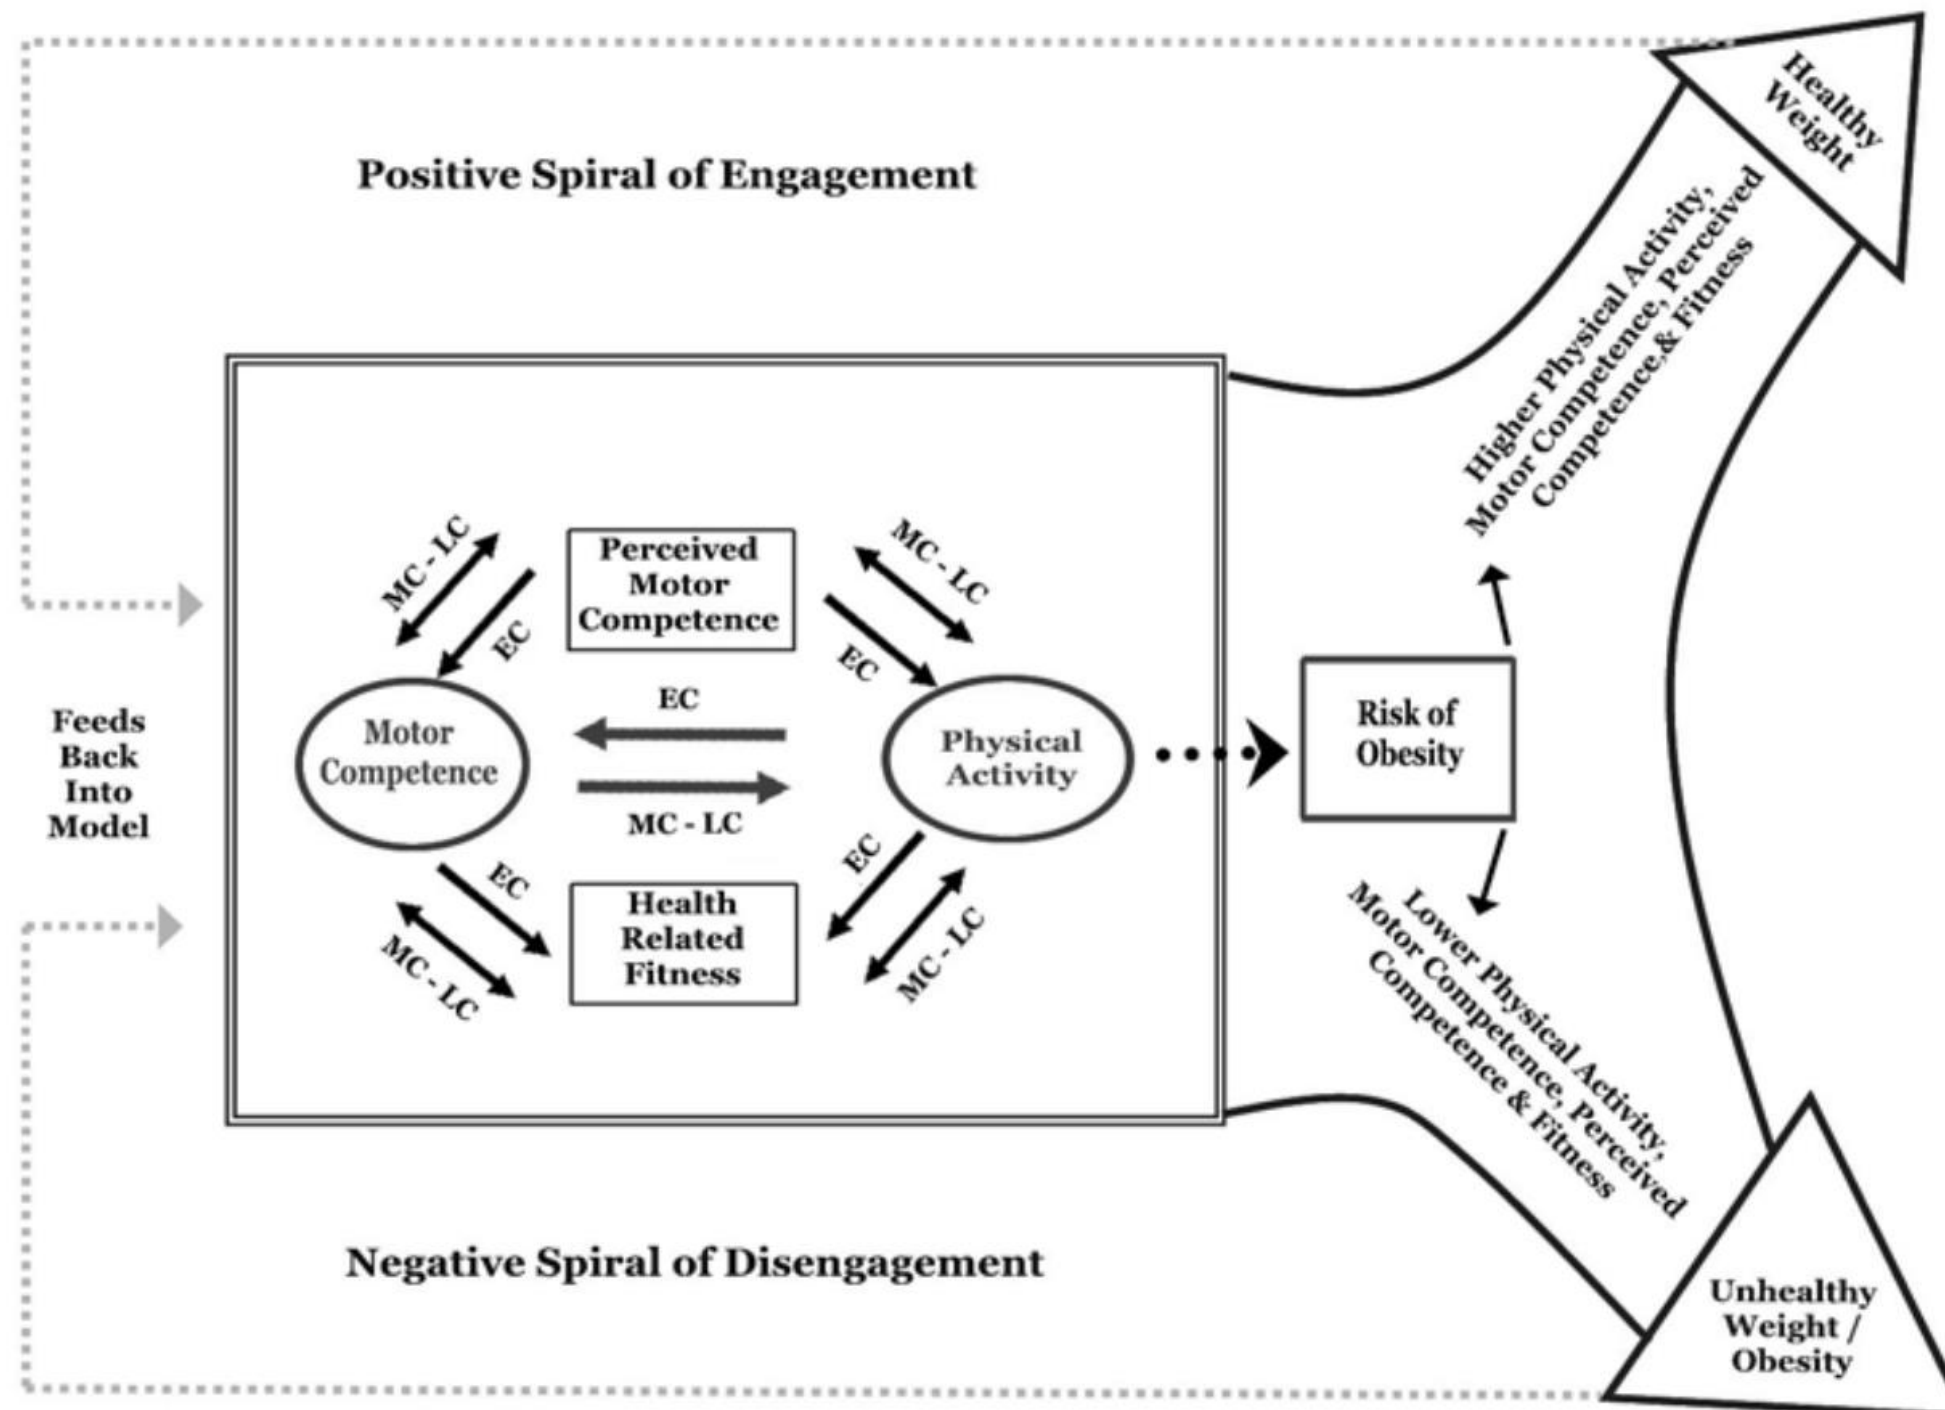 Healthy
Weight
Positive Spiral of Engagement
Higher Physical Activity,
Motor Competence, Perceived
Competence,& Fitness
MC - LC
EC
Perceived
Motor
Competence
MC - LC
EC
EC
Motor
Competence
Physical
Activity
MC - LC
Risk of
Obesity
Feeds
Back
Into
Model
EC
MC - LC
Health
Related
Fitness
EC
MC - LC
Lower Physical Activity,
Motor Competence, Perceived
Competence & Fitness
Negative Spiral of Disengagement
Unhealthy
Weight /
Obesity